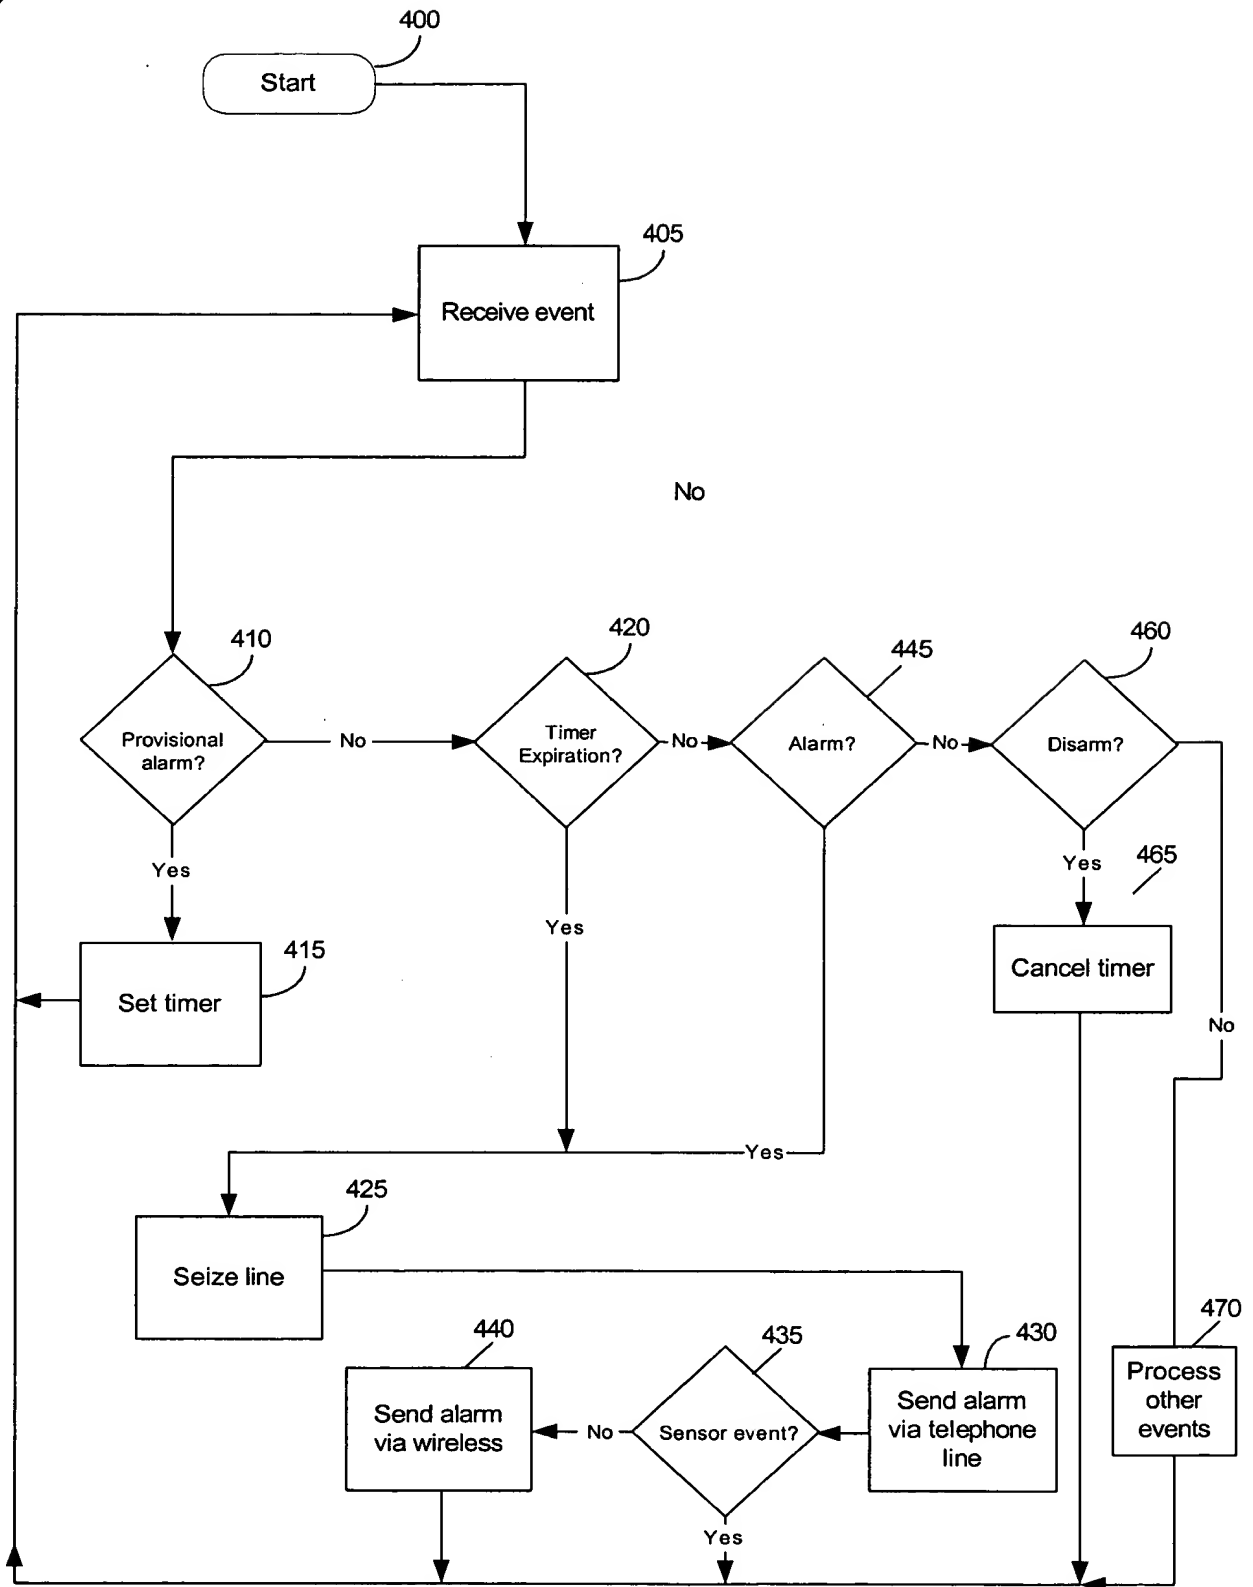 400
Start
405
Receive event
No
410
Provisional
alarm?
No
420
Timer
Expiration?
No
445
Alarm?
No
460
Disarm?
Yes
415
Set timer
Yes
Yes
465
Cancel timer
No
Yes
425
Seize line
440
Send alarm
via wireless
No
435
Sensor event?
Yes
430
Send alarm
via telephone
line
470
Process
other
events